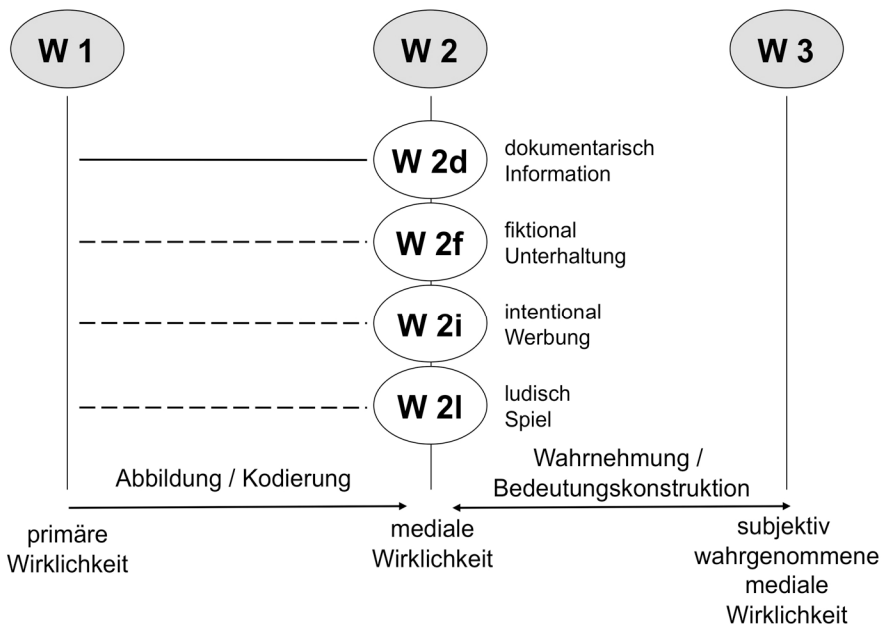 W 1
W 2
W 3
W 2d
dokumentarisch
Information
W 2f
fiktional
Unterhaltung
W 2i
intentional
Werbung
W 2l
ludisch
Spiel
Abbildung / Kodierung
Wahrnehmung /
Bedeutungskonstruktion
primäre
Wirklichkeit
mediale
Wirklichkeit
subjektiv
wahrgenommene
mediale
Wirklichkeit